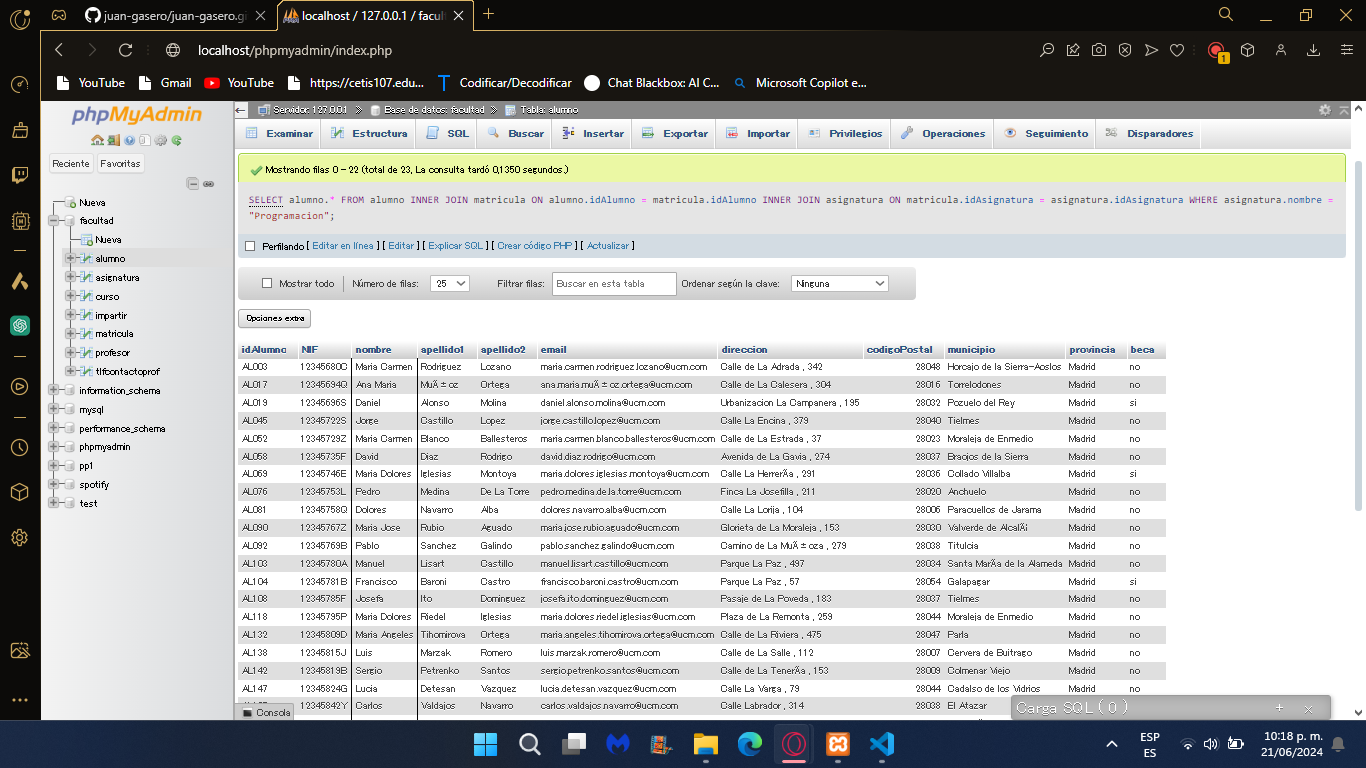 juan-gasero/juan-gasero.gi
localhost / 127.0.0.1 / facul
localhost/phpmyadmin/index.php
1
YouTube
Gmail
YouTube
https://cetis107.edu...
Codificar/Decodificar
Chat Blackbox: AI C...
Microsoft Copilot e...
phpMyAdmin
Reciente
Favoritas
Nueva
facultad
Nueva
alumno
asignatura
curso
impartir
matricula
profesor
tlfcontactoprof
information_schema
mysql
performance_schema
phpmyadmin
pp1
spotify
test
Servidor: 127.0.0.1 » Base de datos: facultad » Tabla: alumno
Examinar Estructura SQL Buscar Insertar Exportar Importar Privilegios Operaciones Seguimiento Disparadores
Mostrando filas 0 - 22 (total de 23, La consulta tardó 0,1350 segundos.)
SELECT alumno.* FROM alumno INNER JOIN matricula ON alumno.idAlumno = matricula.idAlumno INNER JOIN asignatura ON matricula.idAsignatura = asignatura.idAsignatura WHERE asignatura.nombre =
"Programacion";
Perfilando [ Editar en línea ] [ Editar ] [ Explicar SQL ] [ Crear código PHP ] [ Actualizar ]
Mostrar todo Número de filas: 25 Filtrar filas: Buscar en esta tabla Ordenar según la clave: Ninguna
Opciones extra
idAlumno NIF nombre apellido1 apellido2 email direccion codigoPostal municipio provincia beca
AL003 12345680C Maria Carmen Rodriguez Lozano maria.carmen.rodriguez.lozano@ucm.com Calle de La Adrada , 342 28048 Horcajo de la Sierra-Aoslos Madrid no
AL017 12345694Q Ana Maria MuÃ±oz Ortega ana.maria.muÃ±oz.ortega@ucm.com Calle de La Calesera , 304 28016 Torrelodones Madrid no
AL019 12345696S Daniel Alonso Molina daniel.alonso.molina@ucm.com Urbanizacion La Campanera , 195 28032 Pozuelo del Rey Madrid si
AL045 12345722S Jorge Castillo Lopez jorge.castillo.lopez@ucm.com Calle La Encina , 379 28040 Tielmes Madrid no
AL052 12345729Z Maria Carmen Blanco Ballesteros maria.carmen.blanco.ballesteros@ucm.com Calle de La Estrada , 37 28023 Moraleja de Enmedio Madrid no
AL058 12345735F David Diaz Rodrigo david.diaz.rodrigo@ucm.com Avenida de La Gavia , 274 28037 Braojos de la Sierra Madrid no
AL069 12345746E Maria Dolores Iglesias Montoya maria.dolores.iglesias.montoya@ucm.com Calle La HerrerÃa , 291 28036 Collado Villalba Madrid si
AL076 12345753L Pedro Medina De La Torre pedro.medina.de.la.torre@ucm.com Finca La Josefilla , 211 28020 Anchuelo Madrid no
AL081 12345758Q Dolores Navarro Alba dolores.navarro.alba@ucm.com Calle La Lorija , 104 28006 Paracuellos de Jarama Madrid no
AL090 12345767Z Maria Jose Rubio Aguado maria.jose.rubio.aguado@ucm.com Glorieta de La Moraleja , 153 28030 Valverde de AlcalÃ¡ Madrid no
AL092 12345769B Pablo Sanchez Galindo pablo.sanchez.galindo@ucm.com Camino de La MuÃ±oza , 279 28038 Titulcia Madrid no
AL103 12345780A Manuel Lisart Castillo manuel.lisart.castillo@ucm.com Parque La Paz , 497 28034 Santa MarÃa de la Alameda Madrid no
AL104 12345781B Francisco Baroni Castro francisco.baroni.castro@ucm.com Parque La Paz , 57 28054 Galapagar Madrid si
AL108 12345785F Josefa Ito Dominguez josefa.ito.dominguez@ucm.com Pasaje de La Poveda , 183 28037 Tielmes Madrid no
AL118 12345795P Maria Dolores Riedel Iglesias maria.dolores.riedel.iglesias@ucm.com Plaza de La Remonta , 259 28044 Moraleja de Enmedio Madrid no
AL132 12345809D Maria Angeles Tihomirova Ortega maria.angeles.tihomirova.ortega@ucm.com Calle de La Riviera , 475 28047 Parla Madrid no
AL138 12345815J Luis Marzak Romero luis.marzak.romero@ucm.com Calle de La Salle , 112 28007 Cervera de Buitrago Madrid no
AL142 12345819B Sergio Petrenko Santos sergio.petrenko.santos@ucm.com Calle de La TenerÃa , 153 28009 Colmenar Viejo Madrid no
AL147 12345824G Lucia Detesan Vazquez lucia.detesan.vazquez@ucm.com Calle La Varga , 79 28044 Cadalso de los Vidrios Madrid no
12345842Y Carlos Valdajos Navarro carlos.valdajos.navarro@ucm.com Calle Labrador , 314 28038 El Atazar
Consola
Carga SQL ( 0 ) + ×
ESP
ES
10:18 p. m.
21/06/2024